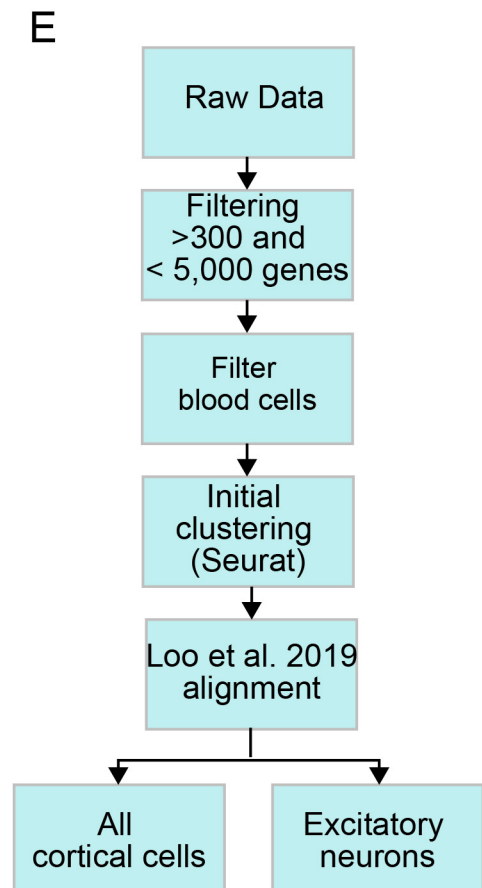 E
Raw Data
Filtering
>300 and
< 5,000 genes
Filter
blood cells
Initial
clustering
(Seurat)
Loo et al. 2019
alignment
All
cortical cells
Excitatory
neurons